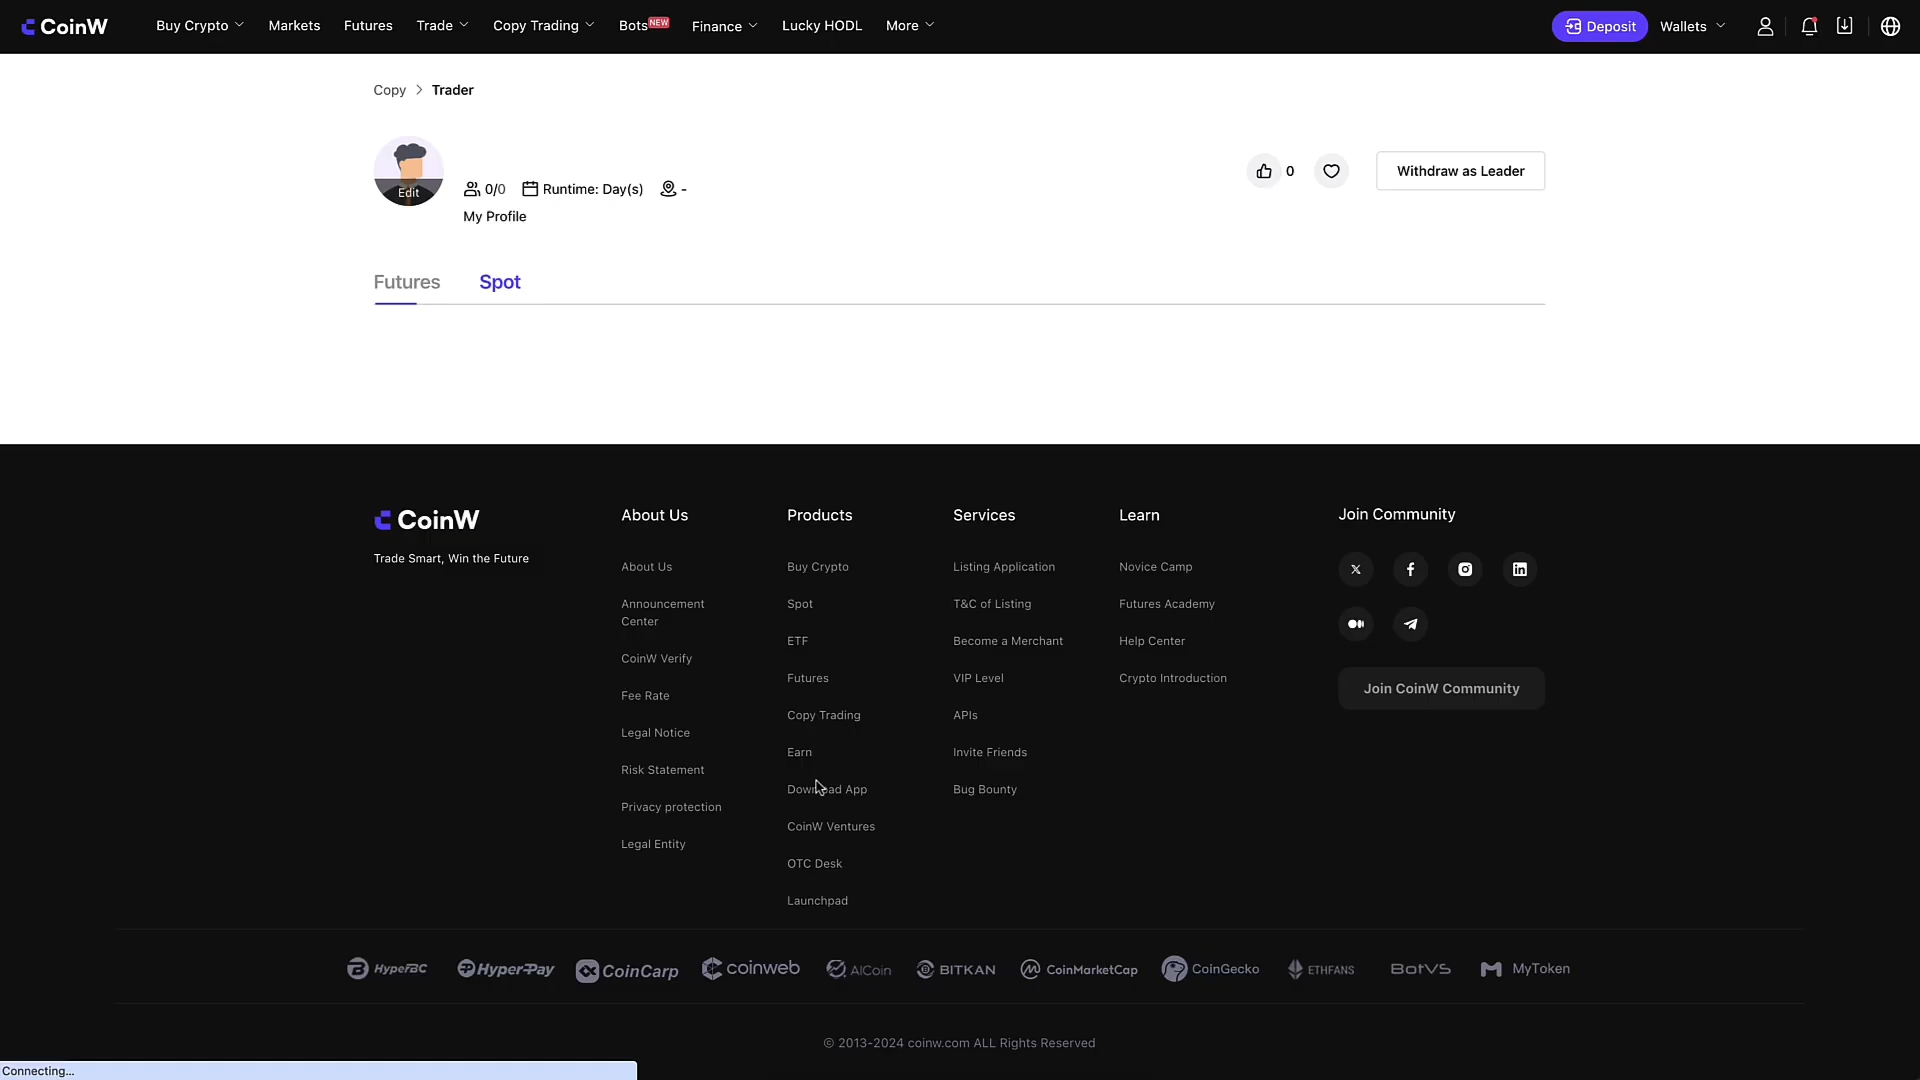 CoinW
Buy Crypto
Markets
Futures
Trade
Copy Trading
Bots NEW
Finance
Lucky HODL
More
Deposit
Wallets
Copy > Trader
Edit
0/0
Runtime: Day(s)
-
My Profile
0
Withdraw as Leader
Futures
Spot
CoinW
Trade Smart, Win the Future
About Us
About Us
Announcement
Center
CoinW Verify
Fee Rate
Legal Notice
Risk Statement
Privacy protection
Legal Entity
Products
Buy Crypto
Spot
ETF
Futures
Copy Trading
Earn
Download App
CoinW Ventures
OTC Desk
Launchpad
Services
Listing Application
T&C of Listing
Become a Merchant
VIP Level
APIs
Invite Friends
Bug Bounty
Learn
Novice Camp
Futures Academy
Help Center
Crypto Introduction
Join Community
Join CoinW Community
HyperBC
HyperPay
CoinCarp
coinweb
AICoin
BITKAN
CoinMarketCap
CoinGecko
ETHFANS
BotVS
MyToken
© 2013-2024 coinw.com ALL Rights Reserved
Connecting...